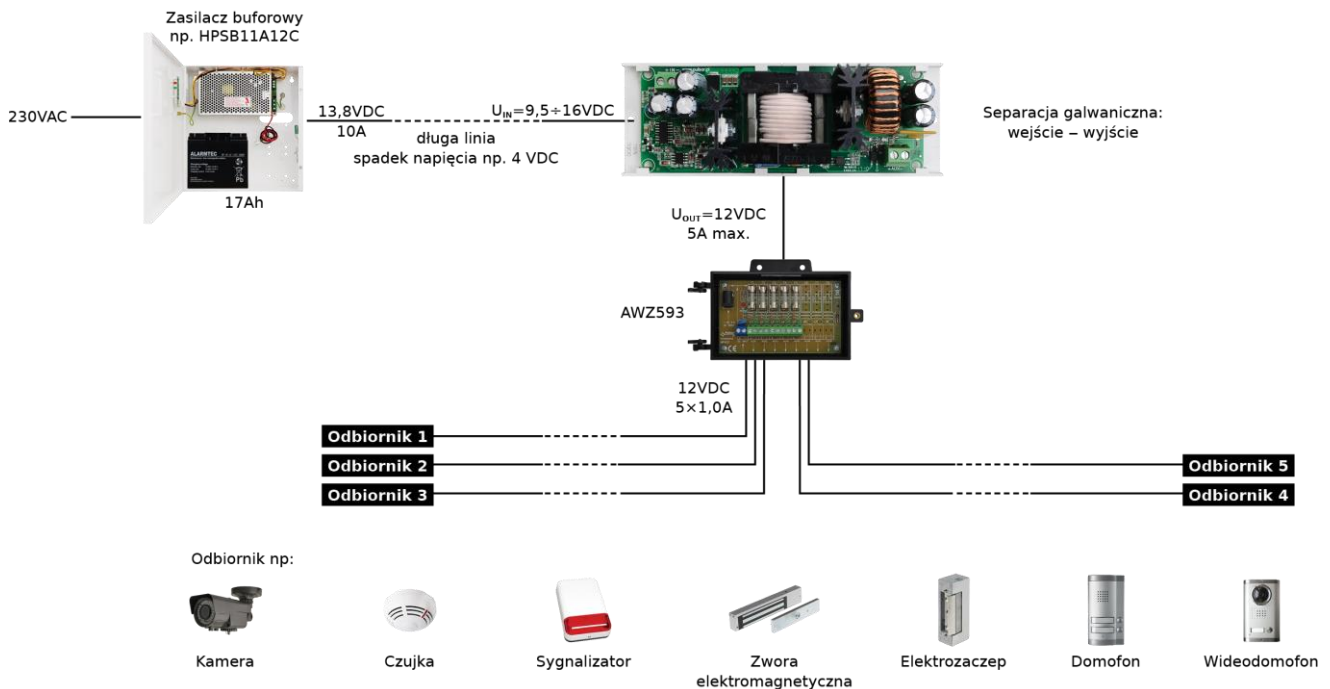 Zasilacz buforowy
np. HPSB11A12C
230VAC
13,8VDC
10A
UIN=9,5÷16VDC
długa linia
spadek napięcia np. 4 VDC
Separacja galwaniczna:
wejście – wyjście
ALARMTEC
17Ah
UOUT=12VDC
5A max.
AWZ593
12VDC
5×1,0A
Odbiornik 1
Odbiornik 2
Odbiornik 3
Odbiornik 5
Odbiornik 4
Odbiornik np:
Kamera
Czujka
Sygnalizator
Zwora
elektromagnetyczna
Elektrozaczep
Domofon
Wideodomofon